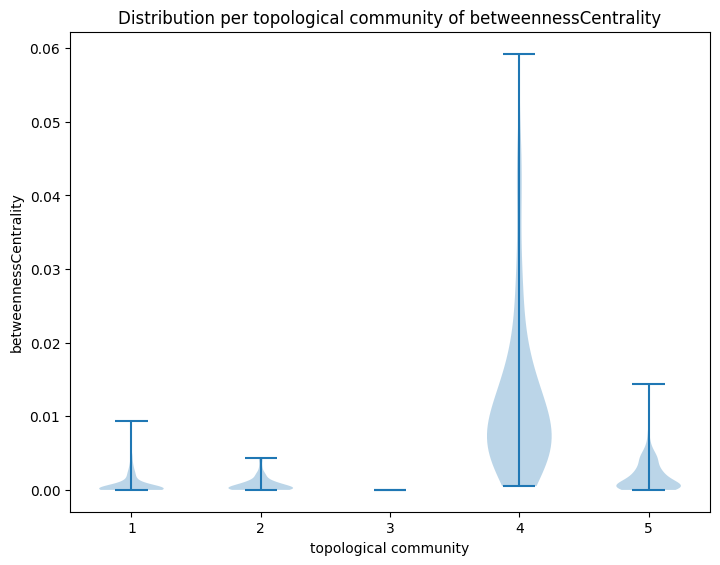 Distribution per topological community of betweennessCentrality
0.06
0.05
0.04
0.03
0.02
0.01
0.00
betweennessCentrality
1 2 3 4 5
topological community